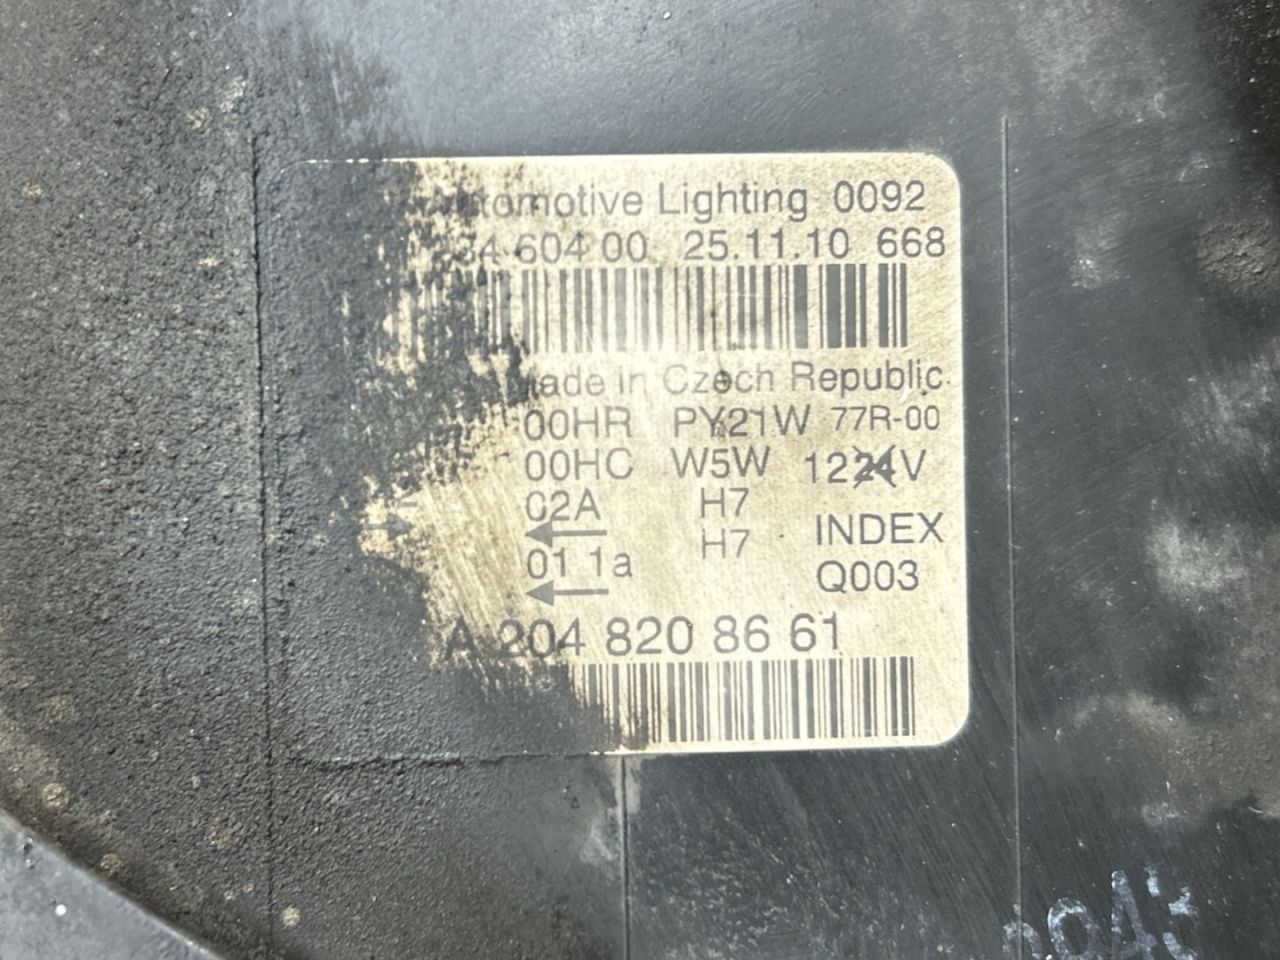 Automotive Lighting 0092
34 604 00 25.11.10 668
Made in Czech Republic
00HR PY21W 77R-00
00HC W5W 1224V
02A H7
H7 INDEX
01 1a Q003
A 204 820 86 61